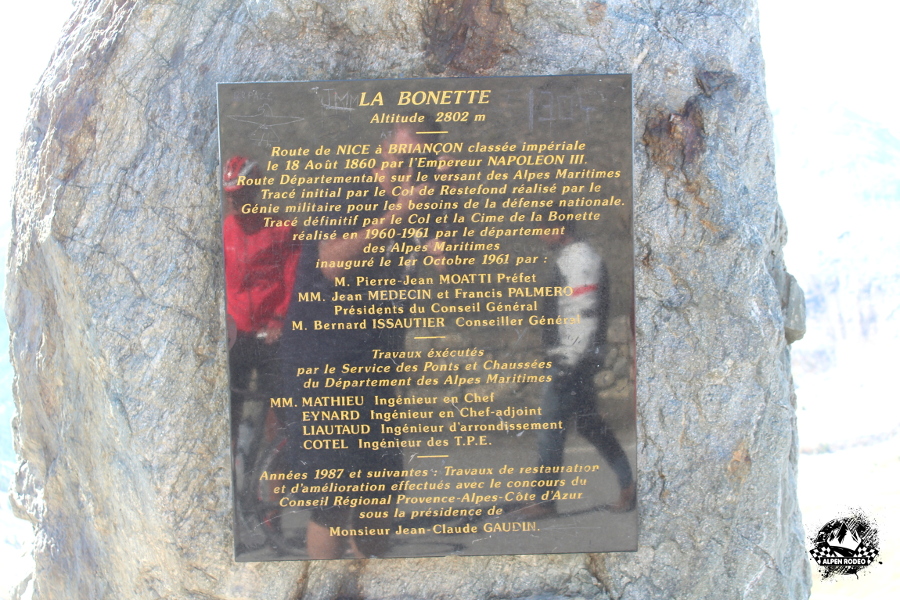 LA BONETTE
Altitude 2802 m
Route de NICE à BRIANÇON classée impériale
le 18 Août 1860 par l'Empereur NAPOLEON III.
Route Départementale sur le versant des Alpes Maritimes
Tracé initial par le Col de Restefond réalisé par le
Génie militaire pour les besoins de la défense nationale.
Tracé définitif par le Col et la Cime de la Bonette
réalisé en 1960-1961 par le département
des Alpes Maritimes
inauguré le 1er Octobre 1961 par :
M. Pierre-Jean MOATTI Préfet
MM. Jean MEDECIN et Francis PALMERO
Présidents du Conseil Général
M. Bernard ISSAUTIER Conseiller Général
Travaux éxécutés
par le Service des Ponts et Chaussées
du Département des Alpes Maritimes
MM. MATHIEU Ingénieur en Chef
EYNARD Ingénieur en Chef-adjoint
LIAUTAUD Ingénieur d'arrondissement
COTEL Ingénieur des T.P.E.
Années 1987 et suivantes : Travaux de restauration
et d'amélioration effectués avec le concours du
Conseil Régional Provence-Alpes-Côte d'Azur
sous la présidence de
Monsieur Jean-Claude GAUDIN.
ALPEN RODEO